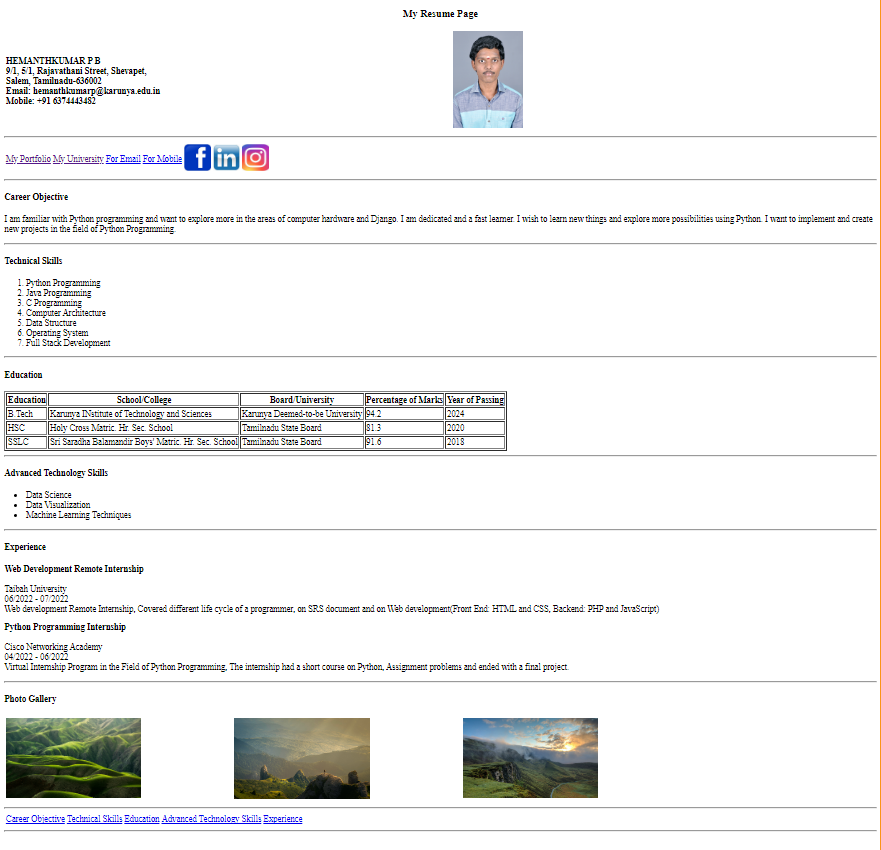 My Resume Page
HEMANTHKUMAR P B
9/1, 5/1, Rajavathani Street, Shevapet,
Salem, Tamilnadu-636002
Email: hemanthkumarp@karunya.edu.in
Mobile: +91 6374443482
My Portfolio My University For Email For Mobile
Career Objective
I am familiar with Python programming and want to explore more in the areas of computer hardware and Django. I am dedicated and a fast learner. I wish to learn new things and explore more possibilities using Python. I want to implement and create
new projects in the field of Python Programming.
Technical Skills
1. Python Programming
2. Java Programming
3. C Programming
4. Computer Architecture
5. Data Structure
6. Operating System
7. Full Stack Development
Education
Education School/College Board/University Percentage of Marks Year of Passing
B.Tech Karunya INstitute of Technology and Sciences Karunya Deemed-to-be University 94.2 2024
HSC Holy Cross Matric. Hr. Sec. School Tamilnadu State Board 81.3 2020
SSLC Sri Saradha Balamandir Boys' Matric. Hr. Sec. School Tamilnadu State Board 91.6 2018
Advanced Technology Skills
• Data Science
• Data Visualization
• Machine Learning Techniques
Experience
Web Development Remote Internship
Taibah University
06/2022 - 07/2022
Web development Remote Internship, Covered different life cycle of a programmer, on SRS document and on Web development(Front End: HTML and CSS, Backend: PHP and JavaScript)
Python Programming Internship
Cisco Networking Academy
04/2022 - 06/2022
Virtual Internship Program in the Field of Python Programming, The internship had a short course on Python, Assignment problems and ended with a final project.
Photo Gallery
Career Objective Technical Skills Education Advanced Technology Skills Experience